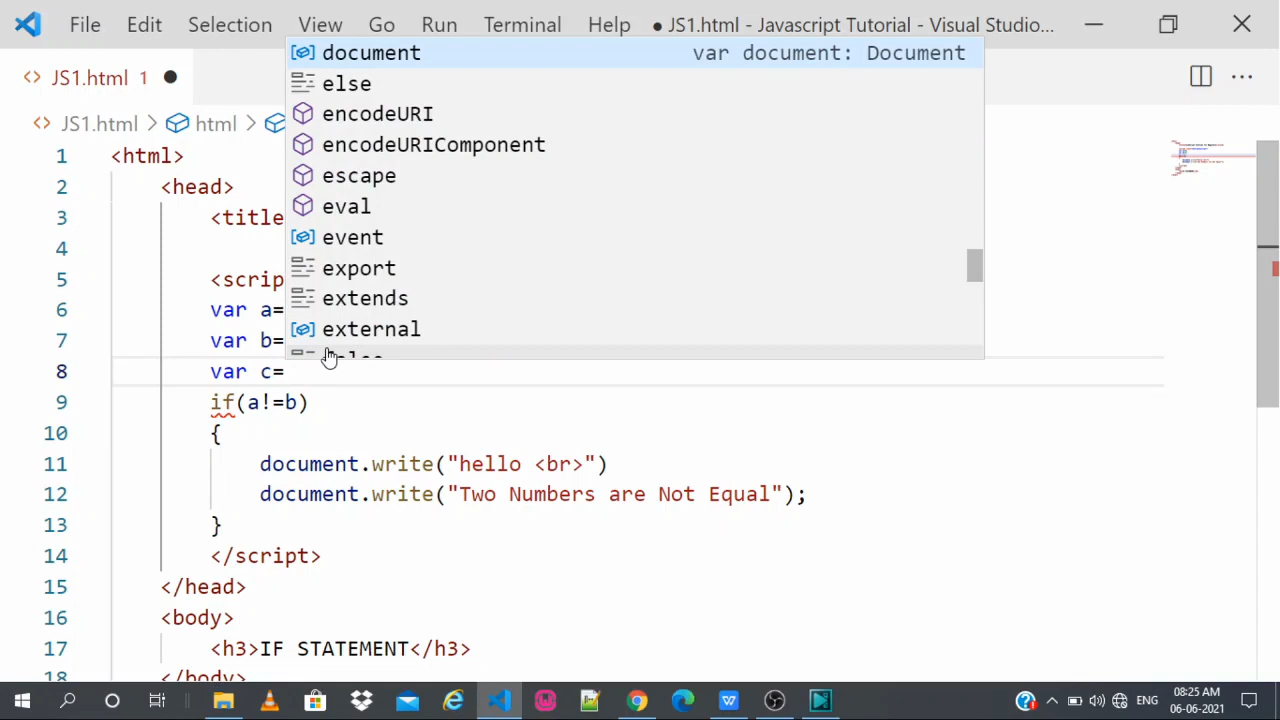 File Edit Selection View Go Run Terminal Help ● JS1.html - Javascript Tutorial - Visual Studio...
<> JS1.html 1 ●
<> JS1.html > html >
document var document: Document
else
encodeURI
encodeURIComponent
escape
eval
event
export
extends
external
1 <html>
2 <head>
3 <title
4
5 <scrip
6 var a=
7 var b=
8 var c=
9 if(a!=b)
10 {
11 document.write("hello <br>")
12 document.write("Two Numbers are Not Equal");
13 }
14 </script>
15 </head>
16 <body>
17 <h3>IF STATEMENT</h3>
18 </body>
ENG
08:25 AM
06-06-2021